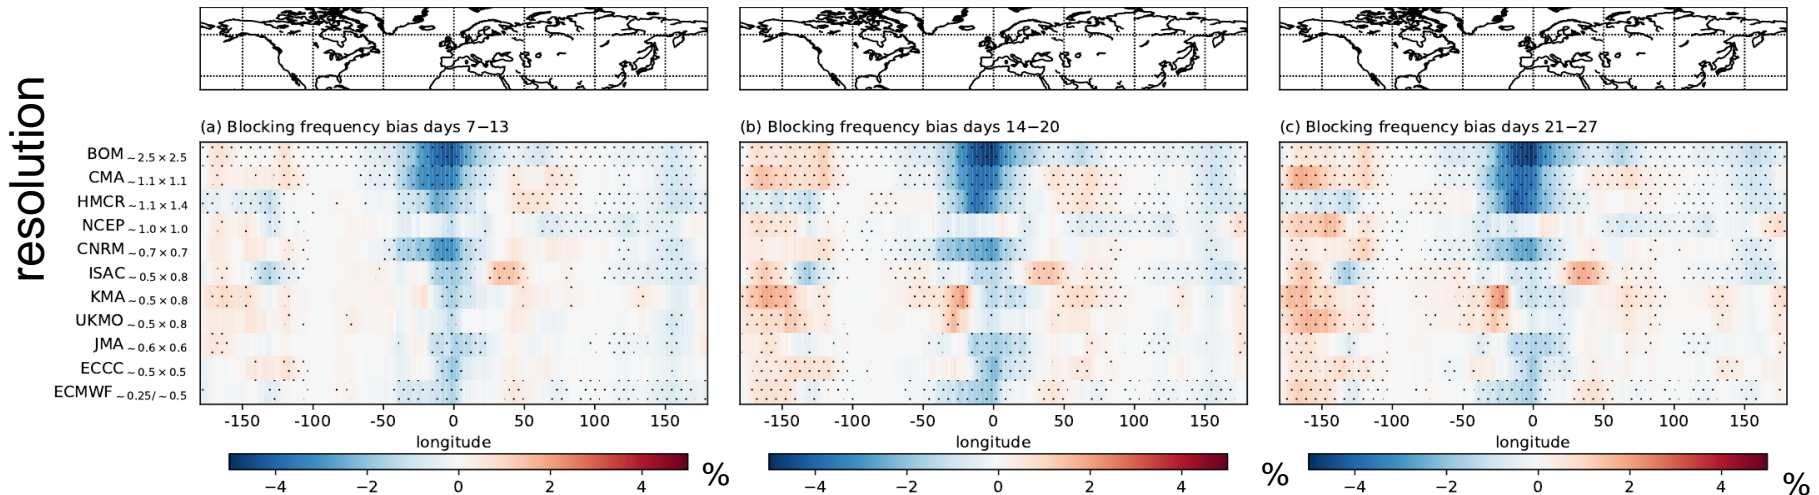 resolution
(a) Blocking frequency bias days 7−13
(b) Blocking frequency bias days 14−20
(c) Blocking frequency bias days 21−27
BOM ~2.5×2.5
CMA ~1.1×1.1
HMCR ~1.1×1.4
NCEP ~1.0×1.0
CNRM ~0.7×0.7
ISAC ~0.5×0.8
KMA ~0.5×0.8
UKMO ~0.5×0.8
JMA ~0.6×0.6
ECCC ~0.5×0.5
ECMWF ~0.25/~0.5
-150 -100 -50 0 50 100 150
-150 -100 -50 0 50 100 150
-150 -100 -50 0 50 100 150
longitude
longitude
longitude
−4 −2 0 2 4 %
−4 −2 0 2 4 %
−4 −2 0 2 4 %